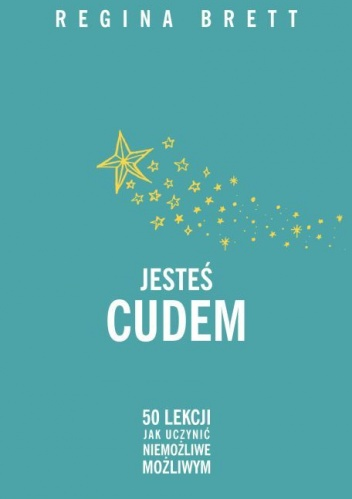 REGINA BRETT
JESTEŚ
CUDEM
50 LEKCJI
JAK UCZYNIĆ
NIEMOŻLIWE
MOŻLIWYM